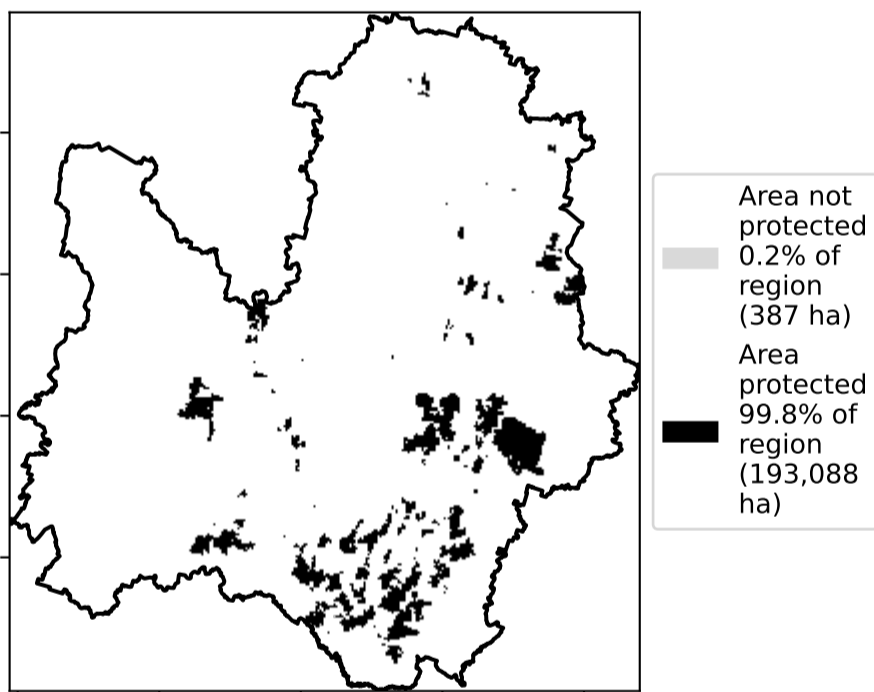 Area not
protected
0.2% of
region
(387 ha)
Area
protected
99.8% of
region
(193,088
ha)